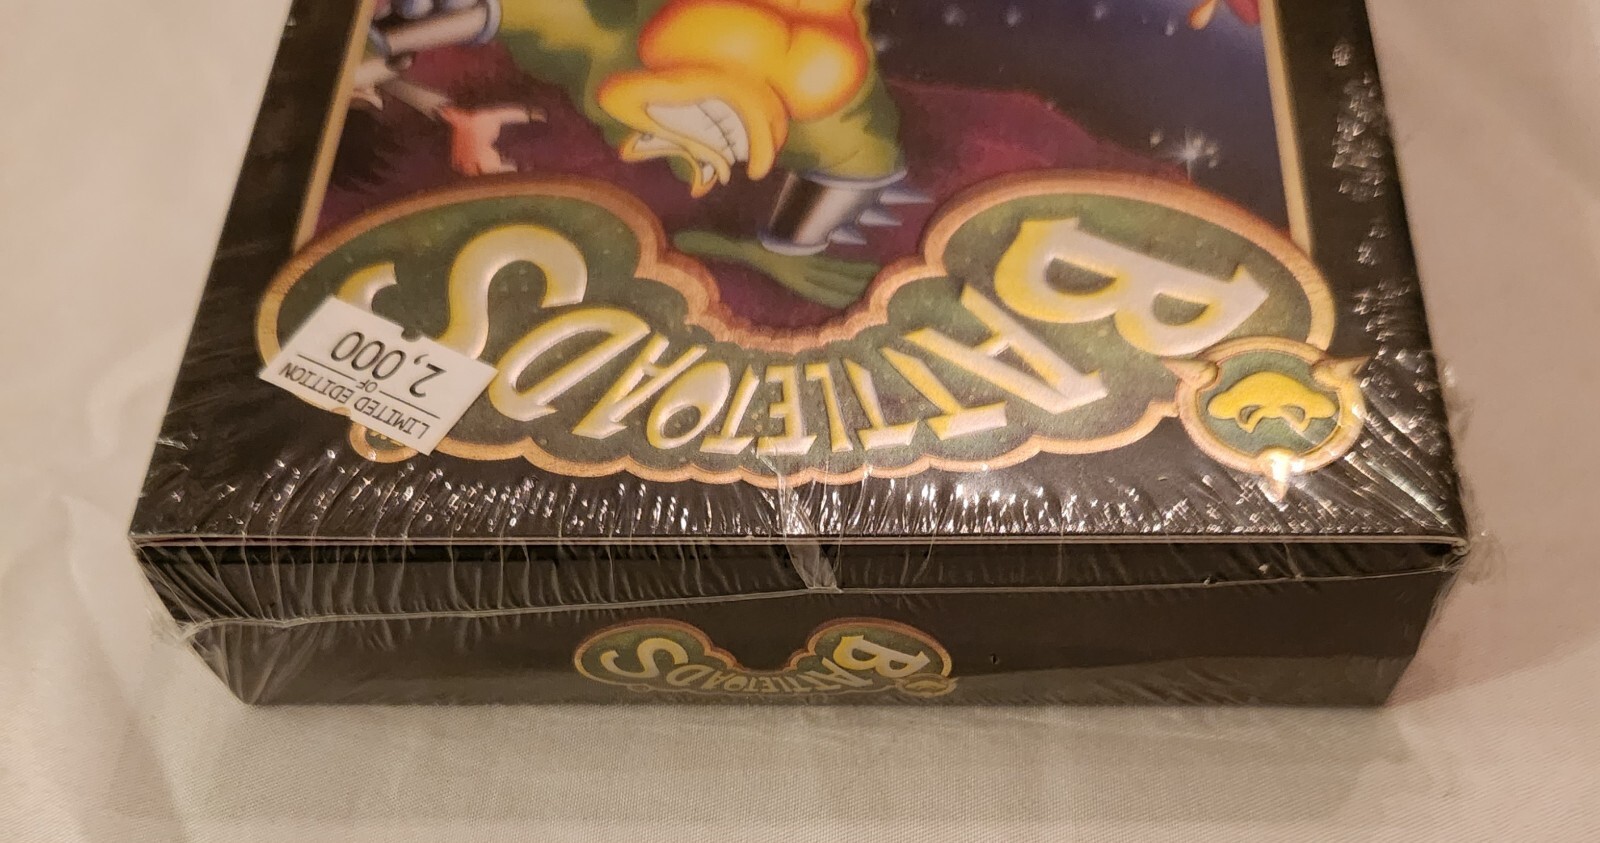 BATTLETOADS
LIMITED EDITION
OF
2,000
BATTLETOADS